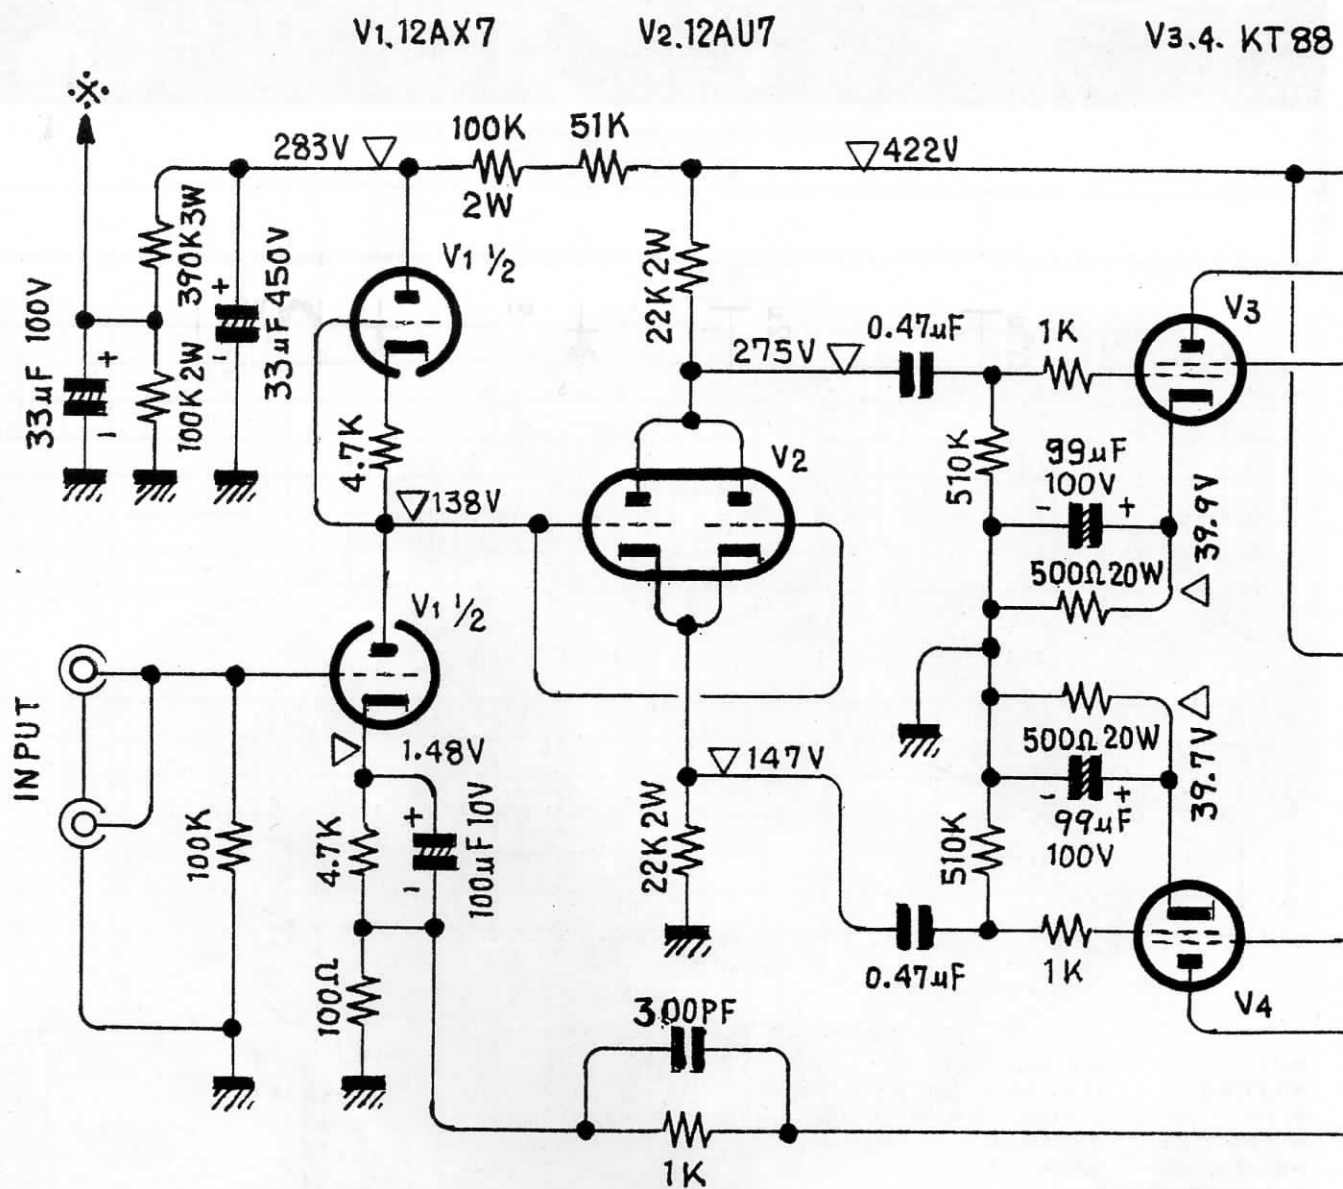 V1.12AX7
V2.12AU7
V3.4. KT88
※
283V
100K
2W
51K
422V
33µF 100V
100K 2W
390K 3W
+
-
+
-
33µF 450V
V1 1/2
22K 2W
275V
0.47µF
1K
V3
4.7K
138V
V2
510K
99µF
100V
-
+
39.9V
500Ω 20W
V1 1/2
INPUT
1.48V
100K
4.7K
+
-
100µF 10V
100Ω
147V
22K 2W
500Ω 20W
39.7V
-
+
99µF
100V
510K
0.47µF
1K
V4
300PF
1K